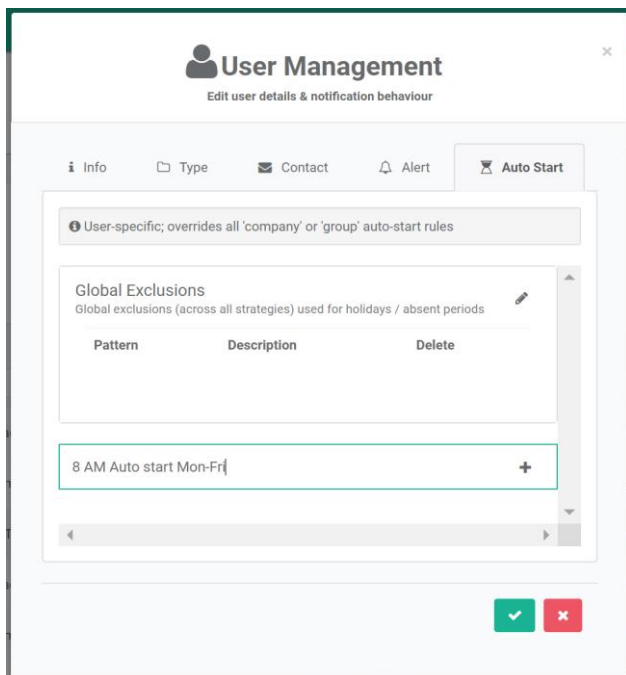 User Management
Edit user details & notification behaviour
Info Type Contact Alert Auto Start
User-specific; overrides all 'company' or 'group' auto-start rules
Global Exclusions
Global exclusions (across all strategies) used for holidays / absent periods
Pattern Description Delete
8 AM Auto start Mon-Fri